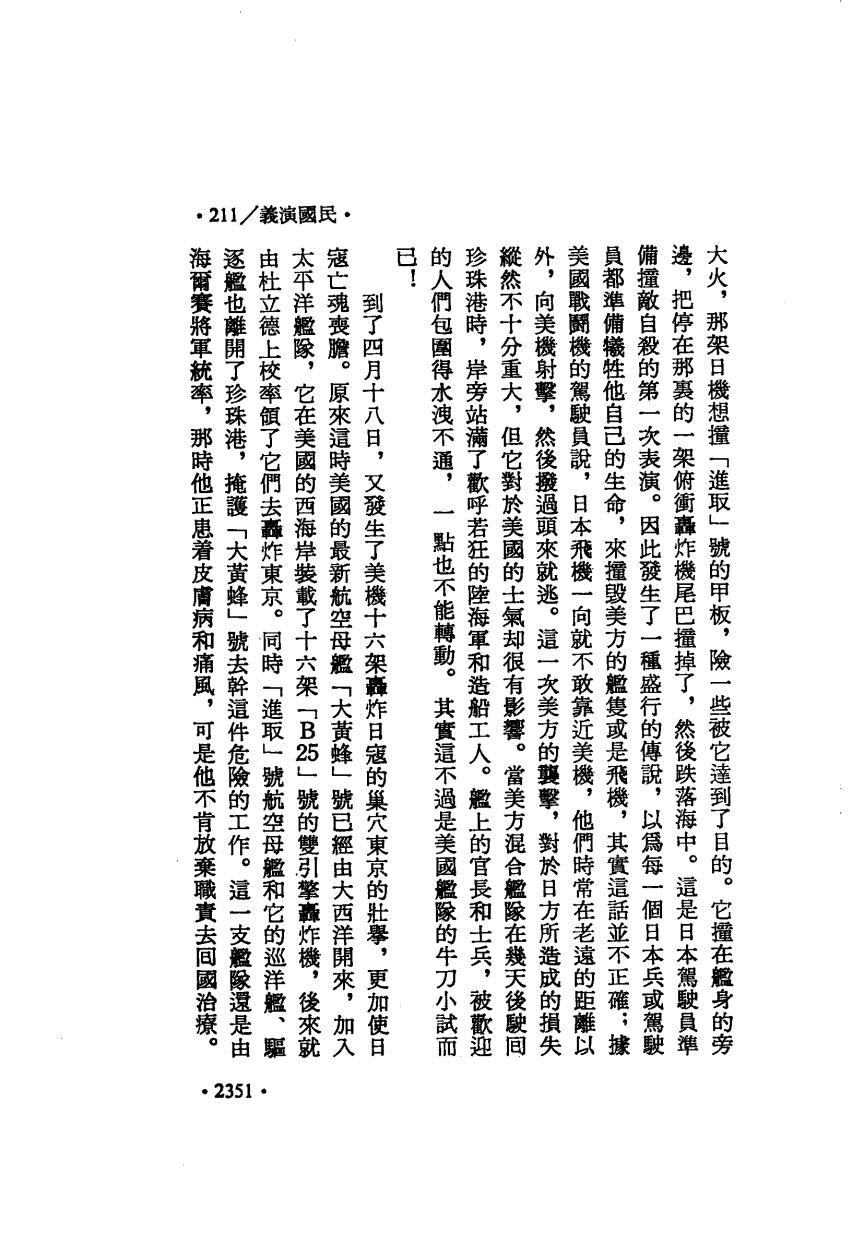 •211／義演國民•
大火，那架日機想撞「進取」號的甲板，險一些被它達到了目的。它撞在艦身的旁
邊，把停在那裏的一架俯衝轟炸機尾巴撞掉了，然後跌落海中。這是日本駕駛員準
備撞敵自殺的第一次表演。因此發生了一種盛行的傳說，以爲每一個日本兵或駕駛
員都準備犧牲他自己的生命，來撞毀美方的艦隻或是飛機，其實這話並不正確；據
美國戰鬭機的駕駛員說，日本飛機一向就不敢靠近美機，他們時常在老遠的距離以
外，向美機射擊，然後撥過頭來就逃。這一次美方的襲擊，對於日方所造成的損失
縱然不十分重大，但它對於美國的士氣却很有影響。當美方混合艦隊在幾天後駛囘
珍珠港時，岸旁站滿了歡呼若狂的陸海軍和造船工人。艦上的官長和士兵，被歡迎
的人們包圍得水洩不通，一點也不能轉動。其實這不過是美國艦隊的牛刀小試而
已！
到了四月十八日，又發生了美機十六架轟炸日寇的巢穴東京的壯擧，更加使日
寇亡魂喪膽。原來這時美國的最新航空母艦「大黃蜂」號已經由大西洋開來，加入
太平洋艦隊，它在美國的西海岸裝載了十六架「B25」號的雙引擎轟炸機，後來就
由杜立德上校率領了它們去轟炸東京。同時「進取」號航空母艦和它的巡洋艦、驅
逐艦也離開了珍珠港，掩護「大黃蜂」號去幹這件危險的工作。這一支艦隊還是由
海爾賽將軍統率，那時他正患着皮膚病和痛風，可是他不肯放棄職責去囘國治療。
•2351•